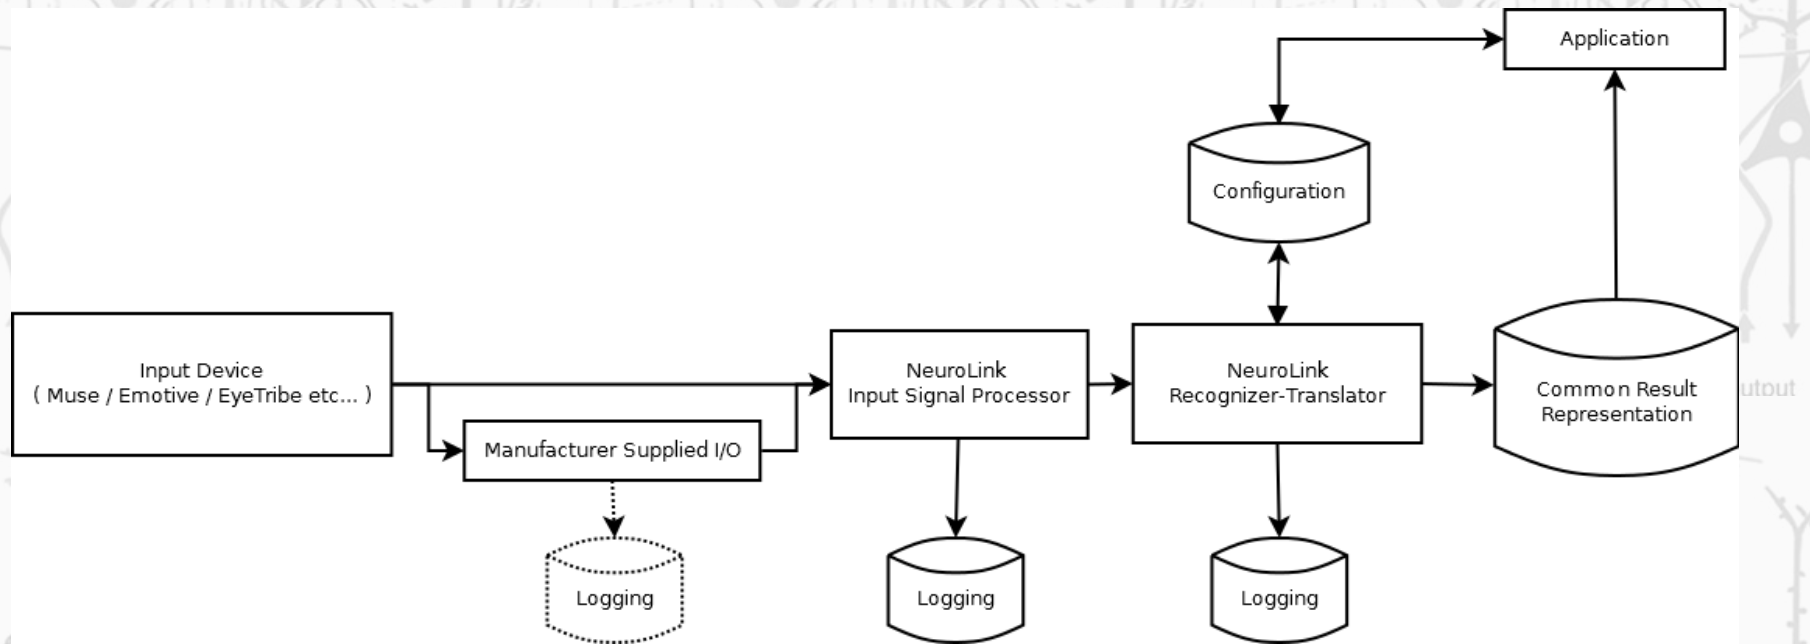 Application
Configuration
Input Device
( Muse / Emotive / EyeTribe etc... )
NeuroLink
Input Signal Processor
NeuroLink
Recognizer-Translator
Common Result
Representation
utput
Manufacturer Supplied I/O
Logging
Logging
Logging